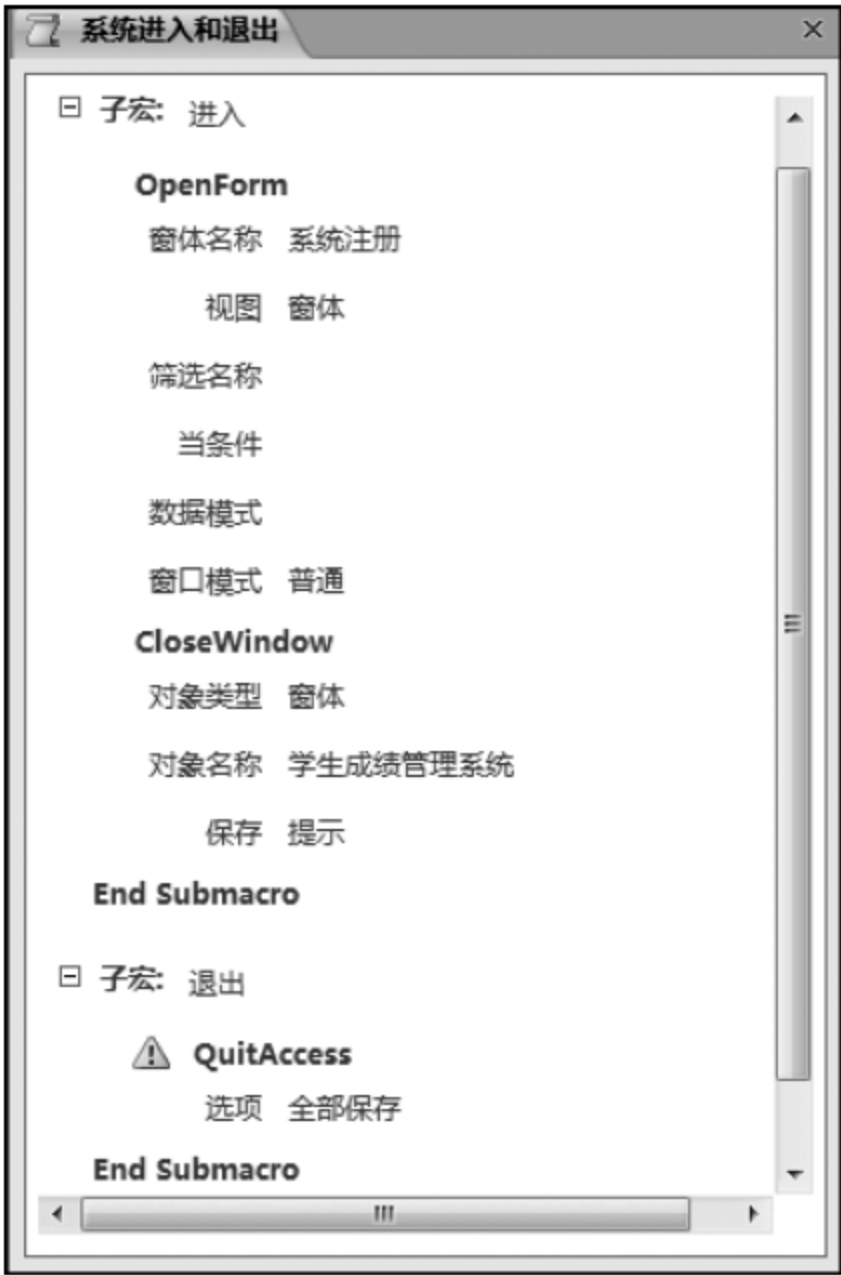 系统进入和退出
子宏: 进入
OpenForm
窗体名称 系统注册
视图 窗体
筛选名称
当条件
数据模式
窗口模式 普通
CloseWindow
对象类型 窗体
对象名称 学生成绩管理系统
保存 提示
End Submacro
子宏: 退出
QuitAccess
选项 全部保存
End Submacro